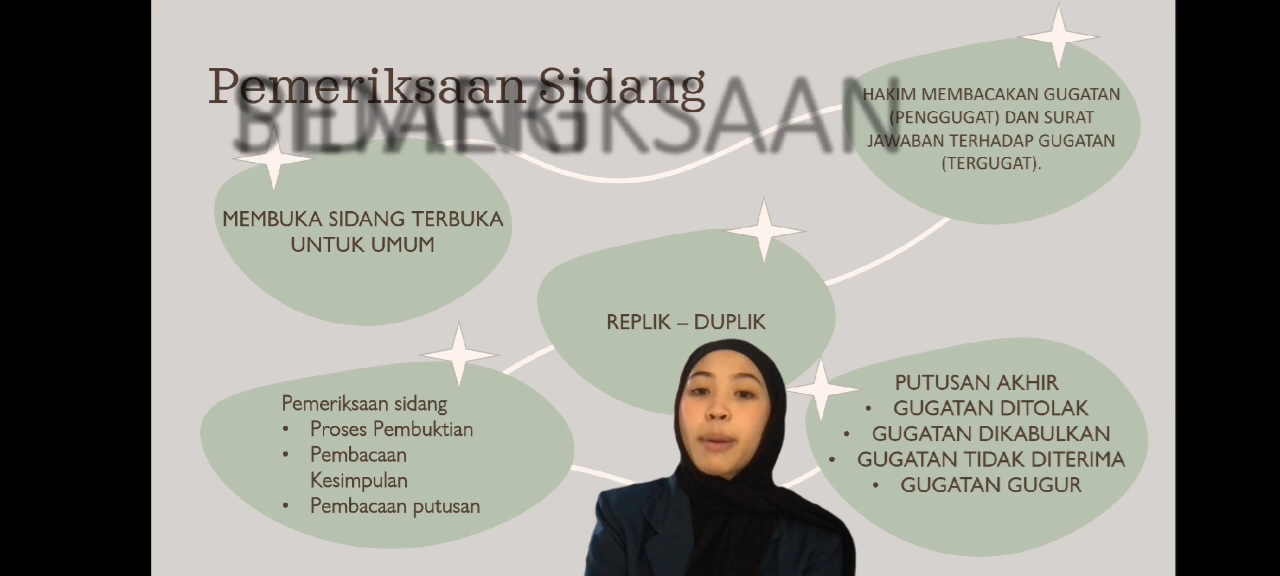 Pemeriksaan Sidang
HAKIM MEMBACAKAN GUGATAN
(PENGGUGAT) DAN SURAT
JAWABAN TERHADAP GUGATAN
(TERGUGAT).
MEMBUKA SIDANG TERBUKA
UNTUK UMUM
REPLIK – DUPLIK
Pemeriksaan sidang
• Proses Pembuktian
• Pembacaan
Kesimpulan
• Pembacaan putusan
PUTUSAN AKHIR
• GUGATAN DITOLAK
• GUGATAN DIKABULKAN
• GUGATAN TIDAK DITERIMA
• GUGATAN GUGUR